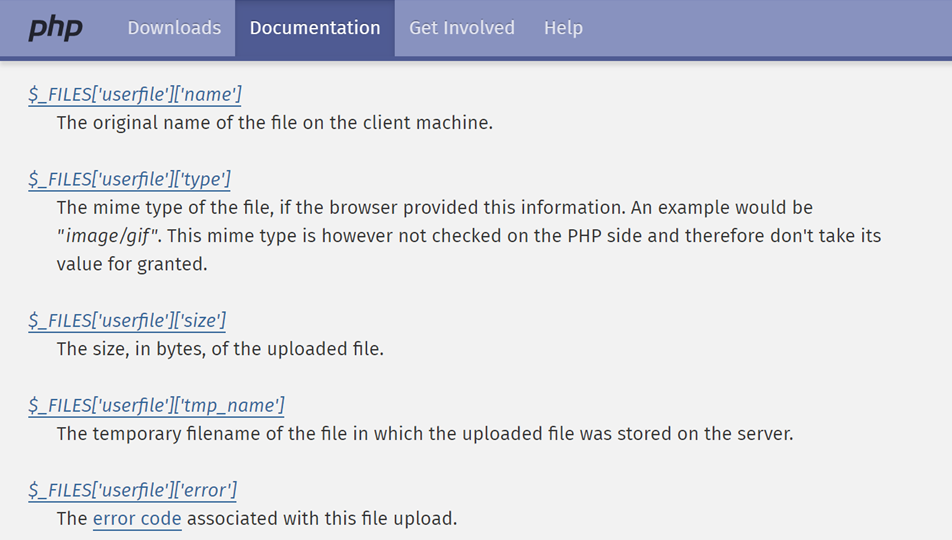 php Downloads Documentation Get Involved Help
$_FILES['userfile']['name']
The original name of the file on the client machine.
$_FILES['userfile']['type']
The mime type of the file, if the browser provided this information. An example would be
"image/gif". This mime type is however not checked on the PHP side and therefore don't take its
value for granted.
$_FILES['userfile']['size']
The size, in bytes, of the uploaded file.
$_FILES['userfile']['tmp_name']
The temporary filename of the file in which the uploaded file was stored on the server.
$_FILES['userfile']['error']
The error code associated with this file upload.